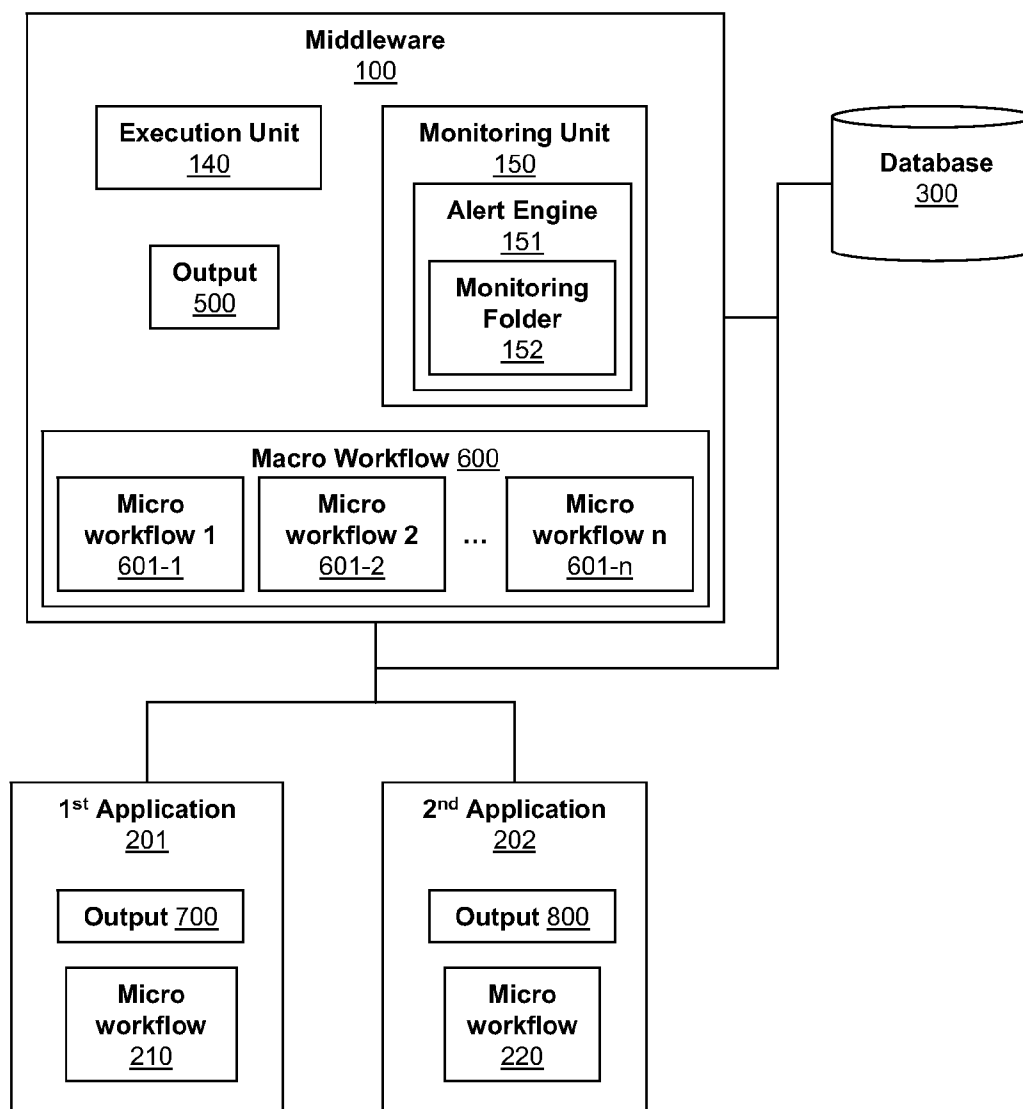 Middleware
100
Execution Unit
140
Monitoring Unit
150
Alert Engine
151
Monitoring
Folder
152
Output
500
Database
300
Macro Workflow 600
Micro
workflow 1
601-1
Micro
workflow 2
601-2
...
Micro
workflow n
601-n
1st Application
201
Output 700
Micro
workflow
210
2nd Application
202
Output 800
Micro
workflow
220